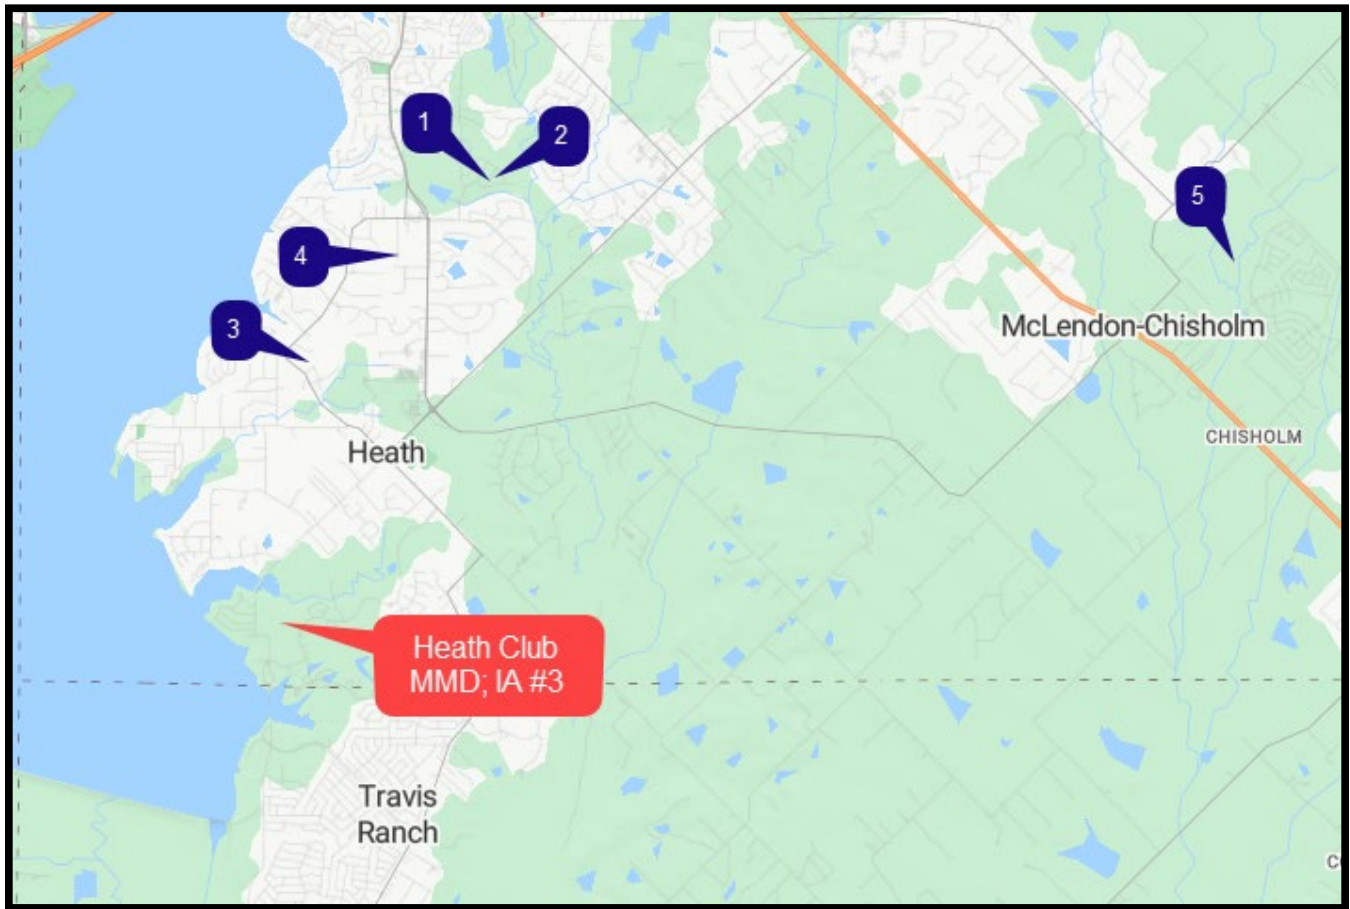 1
2
5
4
3
McLendon-Chisholm
CHISHOLM
Heath
Heath Club
MMD; IA #3
Travis
Ranch
C